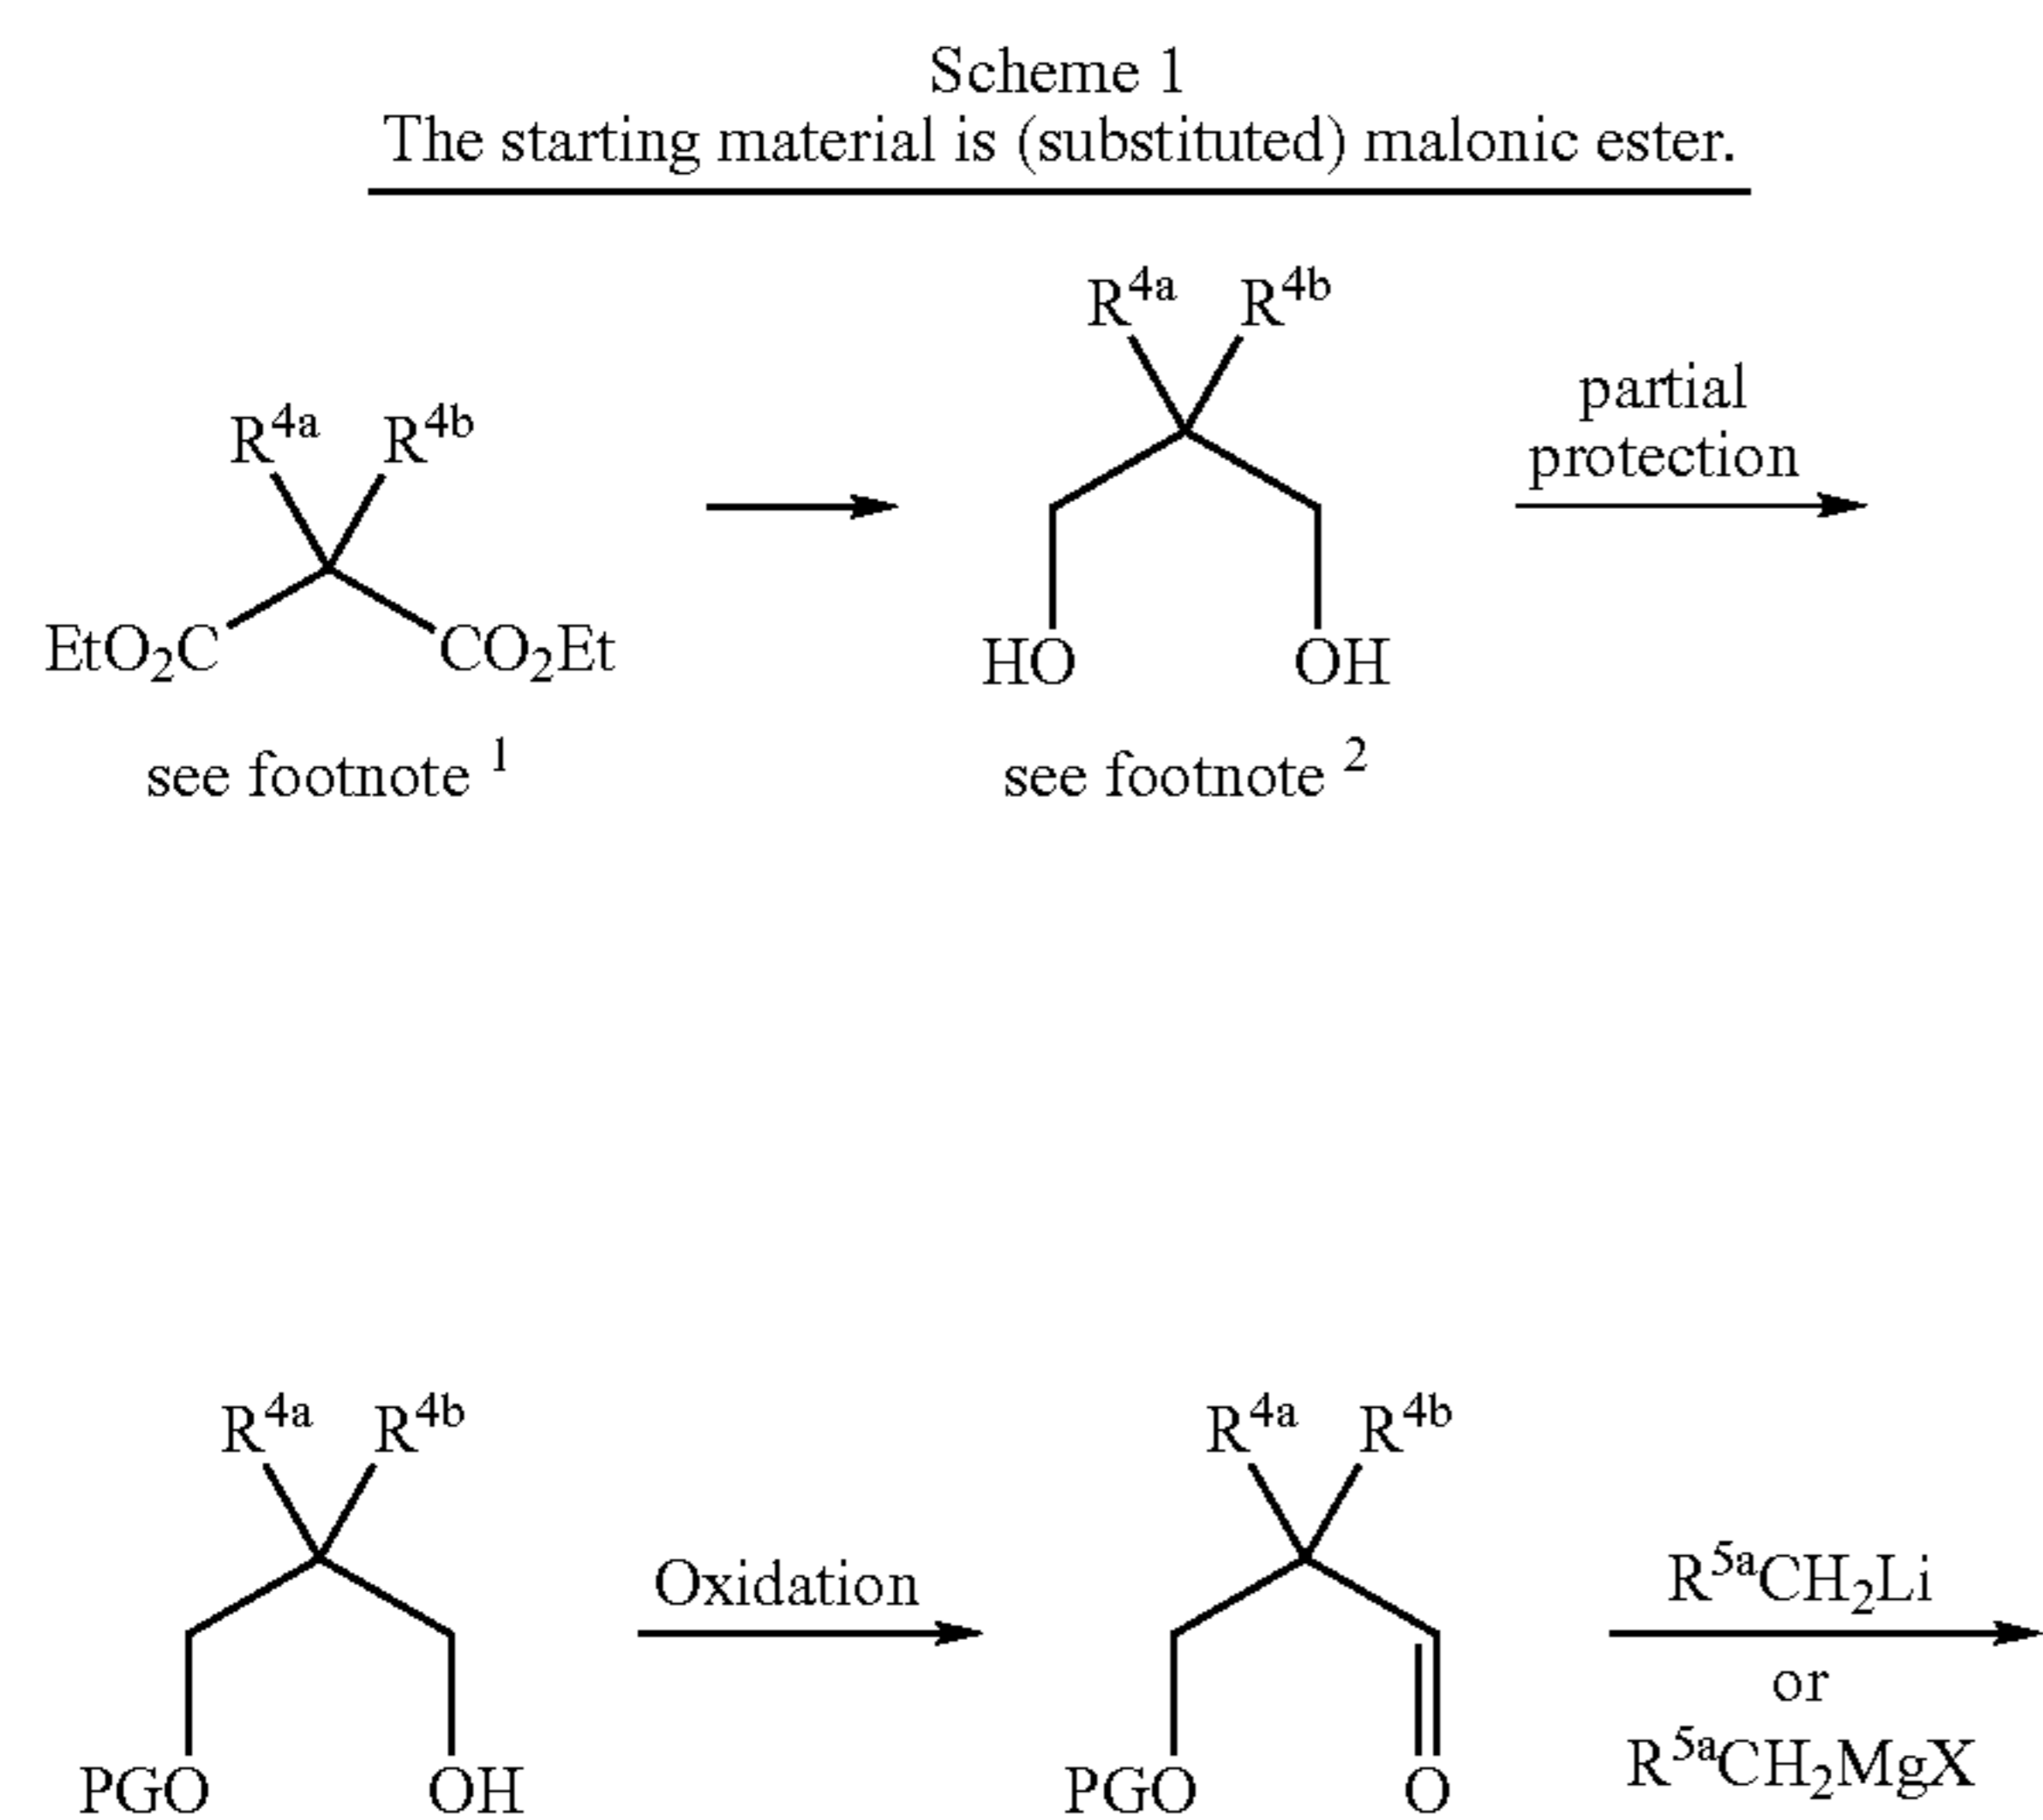 Scheme 1
The starting material is (substituted) malonic ester.
R4a R4b
EtO2C CO2Et
see footnote 1
R4a R4b
HO OH
see footnote 2
partial
protection
R4a R4b
PGO OH
Oxidation
R4a R4b
PGO O
R5aCH2Li
or
R5aCH2MgX